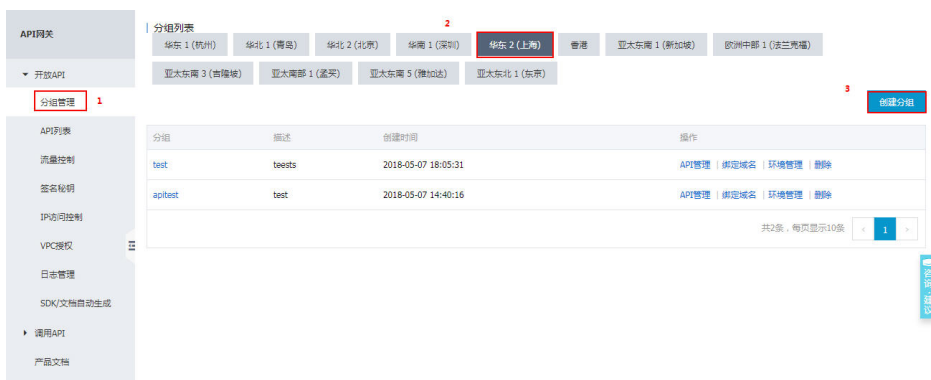 API网关
▼ 开放API
分组管理 1
API列表
流量控制
签名秘钥
IP访问控制
VPC授权
日志管理
SDK/文档自动生成
调用API
产品文档
分组列表
2
华东 1 (杭州) 华北 1 (青岛) 华北 2 (北京) 华南 1 (深圳) 华东 2 (上海) 香港 亚太东南 1 (新加坡) 欧洲中部 1 (法兰克福)
亚太东南 3 (吉隆坡) 亚太南部 1 (孟买) 亚太东南 5 (雅加达) 亚太东北 1 (东京)
3
创建分组
分组 描述 创建时间 操作
test teests 2018-05-07 18:05:31 API管理 | 绑定域名 | 环境管理 | 删除
apitest test 2018-05-07 14:40:16 API管理 | 绑定域名 | 环境管理 | 删除
共2条，每页显示10条 < 1 >
咨询·建议